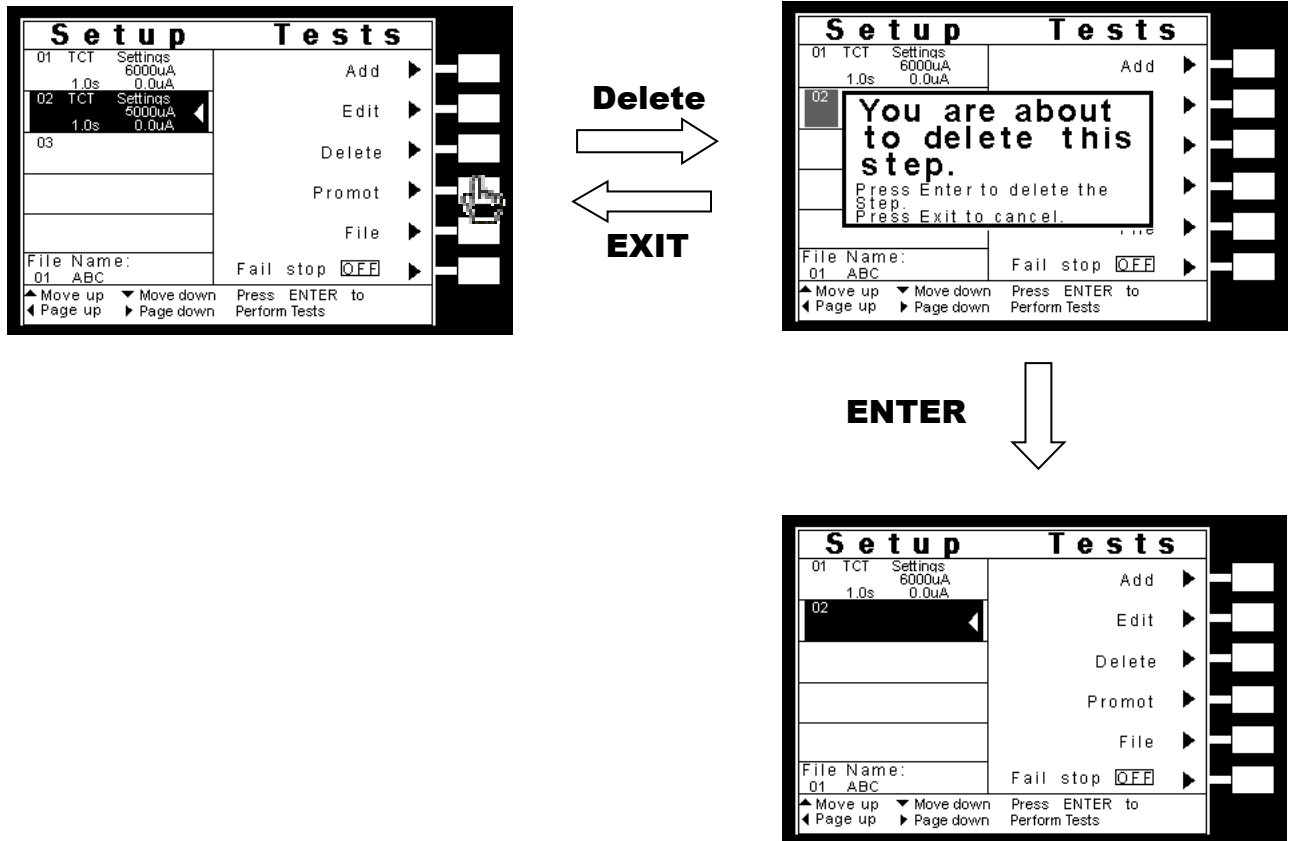 Setup Tests
01 TCT Settings
6000uA
1.0s 0.0uA
02 TCT Settings
5000uA
1.0s 0.0uA
03
Add
Edit
Delete
Promot
File
File Name:
01 ABC
Fail stop OFF
Move up Move down Press ENTER to
Page up Page down Perform Tests
Delete
EXIT
Setup Tests
01 TCT Settings
6000uA
1.0s 0.0uA
Add
02
You are about
to delete this
step.
Press Enter to delete the
Step.
Press Exit to cancel.
File Name:
01 ABC
Fail stop OFF
Move up Move down Press ENTER to
Page up Page down Perform Tests
ENTER
Setup Tests
01 TCT Settings
6000uA
1.0s 0.0uA
02
Add
Edit
Delete
Promot
File
File Name:
01 ABC
Fail stop OFF
Move up Move down Press ENTER to
Page up Page down Perform Tests